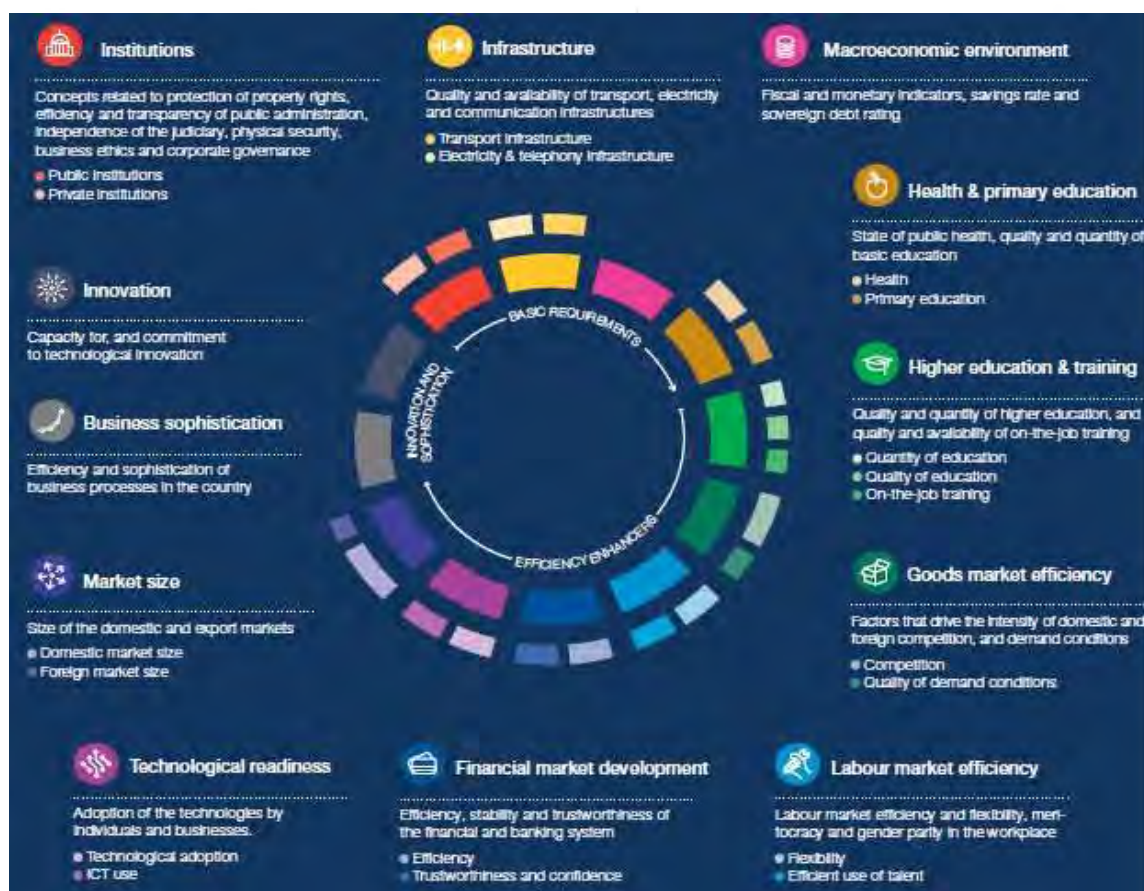 Institutions
Concepts related to protection of property rights,
efficiency and transparency of public administration,
independence of the judiciary, physical security,
business ethics and corporate governance
Public institutions
Private institutions
Infrastructure
Quality and availability of transport, electricity
and communication infrastructures
Transport infrastructure
Electricity & telephony infrastructure
Macroeconomic environment
Fiscal and monetary indicators, savings rate and
sovereign debt rating
Health & primary education
State of public health, quality and quantity of
basic education
Health
Primary education
Innovation
Capacity for, and commitment
to technological innovation
Higher education & training
Quality and quantity of higher education, and
quality and availability of on-the-job training
Quantity of education
Quality of education
On-the-job training
Business sophistication
Efficiency and sophistication of
business processes in the country
BASIC REQUIREMENTS
EFFICIENCY ENHANCERS
INNOVATION AND
SOPHISTICATION
Market size
Size of the domestic and export markets
Domestic market size
Foreign market size
Goods market efficiency
Factors that drive the intensity of domestic and
foreign competition, and demand conditions
Competition
Quality of demand conditions
Technological readiness
Adoption of the technologies by
individuals and businesses.
Technological adoption
ICT use
Financial market development
Efficiency, stability and trustworthiness of
the financial and banking system
Efficiency
Trustworthiness and confidence
Labour market efficiency
Labour market efficiency and flexibility, meri-
tocracy and gender parity in the workplace
Flexibility
Efficient use of talent